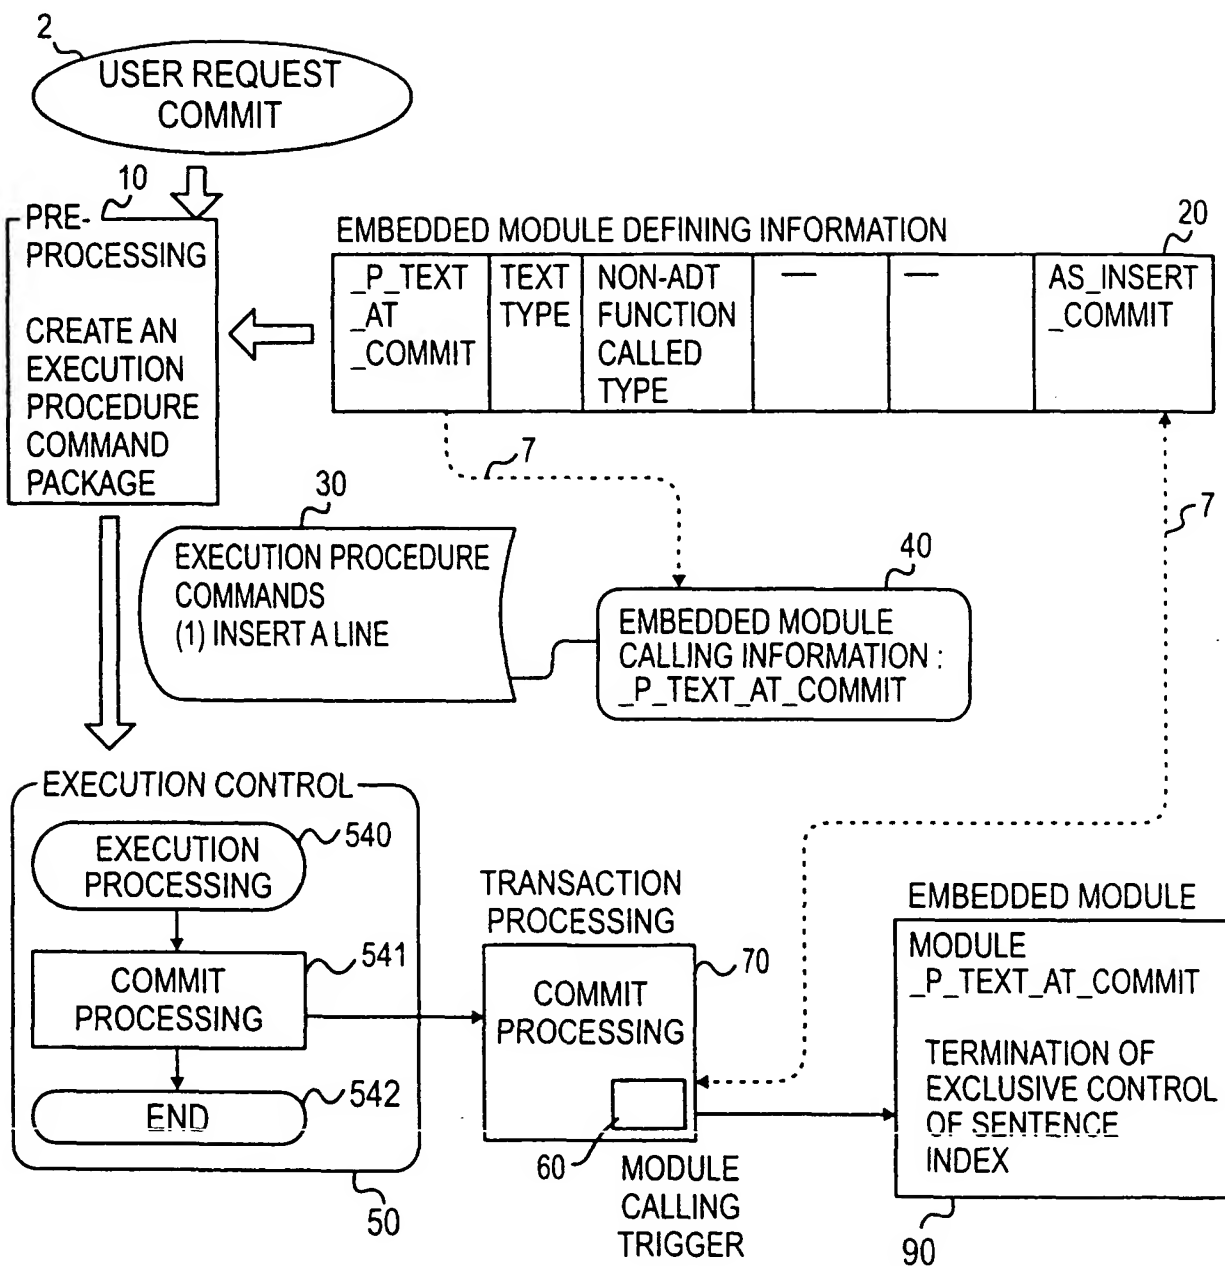 2
USER REQUEST
COMMIT
10
PRE-
PROCESSING
CREATE AN
EXECUTION
PROCEDURE
COMMAND
PACKAGE
EMBEDDED MODULE DEFINING INFORMATION
20
_P_TEXT
_AT
_COMMIT
TEXT
TYPE
NON-ADT
FUNCTION
CALLED
TYPE
—
—
AS_INSERT
_COMMIT
7
7
30
EXECUTION PROCEDURE
COMMANDS
(1) INSERT A LINE
40
EMBEDDED MODULE
CALLING INFORMATION :
_P_TEXT_AT_COMMIT
EXECUTION CONTROL
EXECUTION
PROCESSING
540
COMMIT
PROCESSING
541
END
542
50
TRANSACTION
PROCESSING
70
COMMIT
PROCESSING
60
MODULE
CALLING
TRIGGER
EMBEDDED MODULE
MODULE
_P_TEXT_AT_COMMIT
TERMINATION OF
EXCLUSIVE CONTROL
OF SENTENCE
INDEX
90